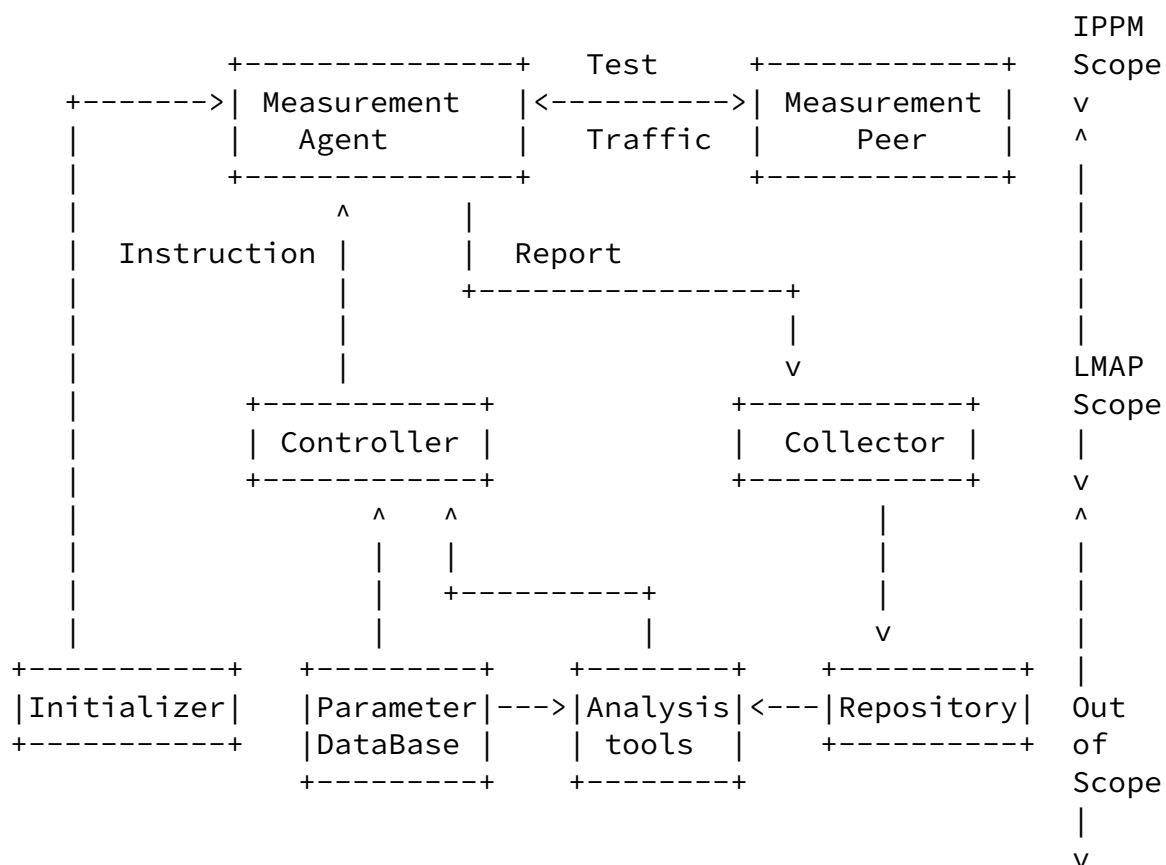 IPPM
Test Scope
Measurement Measurement
Agent Traffic Peer
Instruction Report
LMAP
Scope
Controller Collector
Initializer Parameter Analysis Repository Out
DataBase tools of
Scope